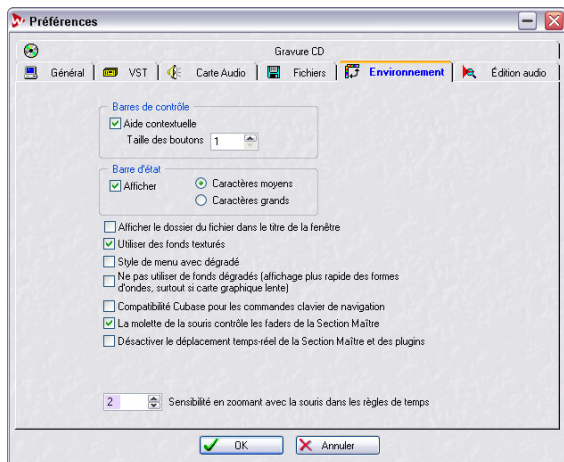 Préférences
Gravure CD
Général
VST
Carte Audio
Fichiers
Environnement
Édition audio
Barres de contrôle
Aide contextuelle
Taille des boutons 1
Barre d'état
Afficher
Caractères moyens
Caractères grands
Afficher le dossier du fichier dans le titre de la fenêtre
Utiliser des fonds texturés
Style de menu avec dégradé
Ne pas utiliser de fonds dégradés (affichage plus rapide des formes
d'ondes, surtout si carte graphique lente)
Compatibilité Cubase pour les commandes clavier de navigation
La molette de la souris contrôle les faders de la Section Maître
Désactiver le déplacement temps-réel de la Section Maître et des plugins
2 Sensibilité en zoomant avec la souris dans les règles de temps
OK
Annuler